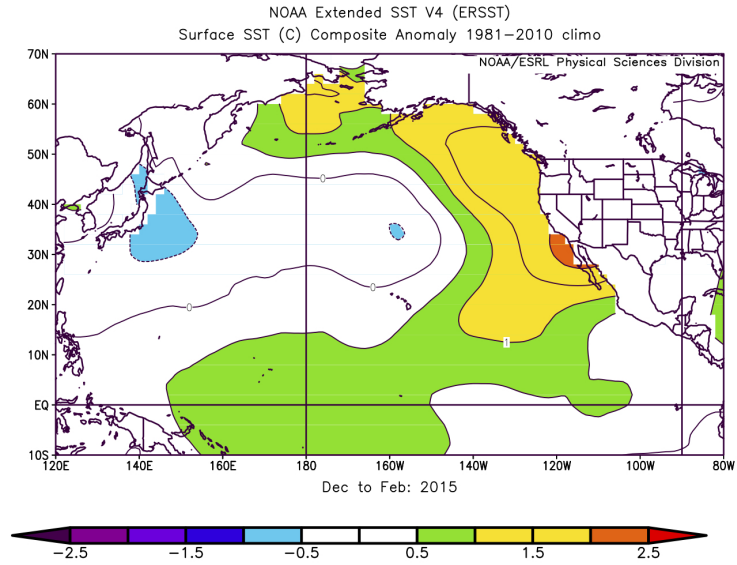 NOAA Extended SST V4 (ERSST)
Surface SST (C) Composite Anomaly 1981-2010 climo
NOAA/ESRL Physical Sciences Division
70N
60N
50N
40N
30N
20N
10N
EQ
10S
0
0
0
1
120E 140E 160E 180 160W 140W 120W 100W 80W
Dec to Feb: 2015
-2.5 -1.5 -0.5 0.5 1.5 2.5